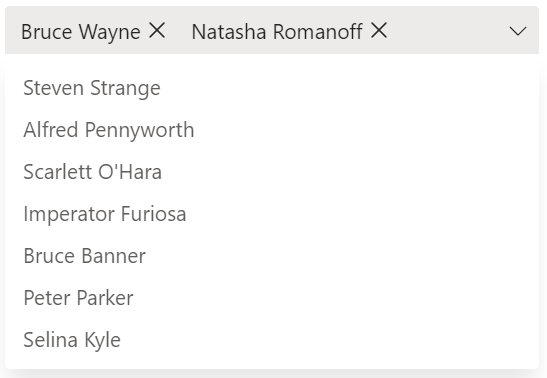 Bruce Wayne Natasha Romanoff
Steven Strange
Alfred Pennyworth
Scarlett O'Hara
Imperator Furiosa
Bruce Banner
Peter Parker
Selina Kyle